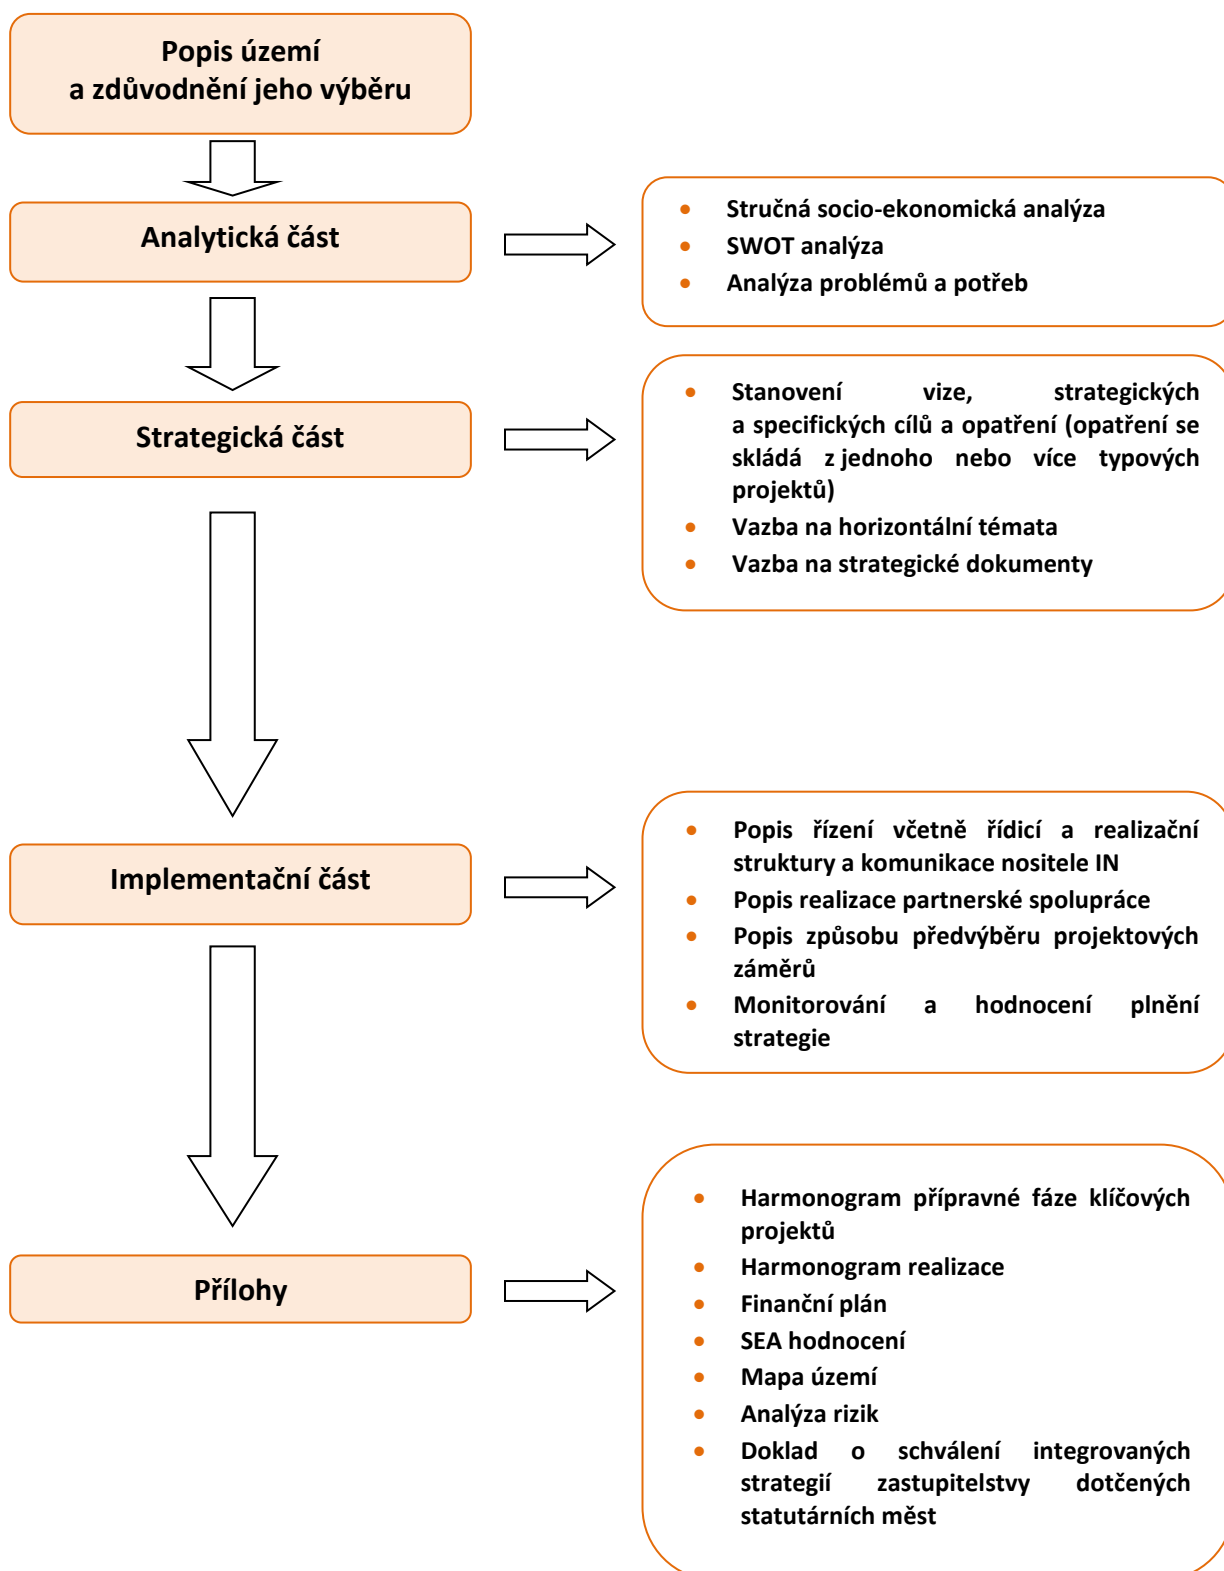 Popis území
a zdůvodnění jeho výběru
Analytická část
• Stručná socio-ekonomická analýza
• SWOT analýza
• Analýza problémů a potřeb
Strategická část
• Stanovení vize, strategických
a specifických cílů a opatření (opatření se
skládá z jednoho nebo více typových
projektů)
• Vazba na horizontální témata
• Vazba na strategické dokumenty
Implementační část
• Popis řízení včetně řídicí a realizační
struktury a komunikace nositele IN
• Popis realizace partnerské spolupráce
• Popis způsobu předvýběru projektových
záměrů
• Monitorování a hodnocení plnění
strategie
Přílohy
• Harmonogram přípravné fáze klíčových
projektů
• Harmonogram realizace
• Finanční plán
• SEA hodnocení
• Mapa území
• Analýza rizik
• Doklad o schválení integrovaných
strategií zastupitelstvy dotčených
statutárních měst